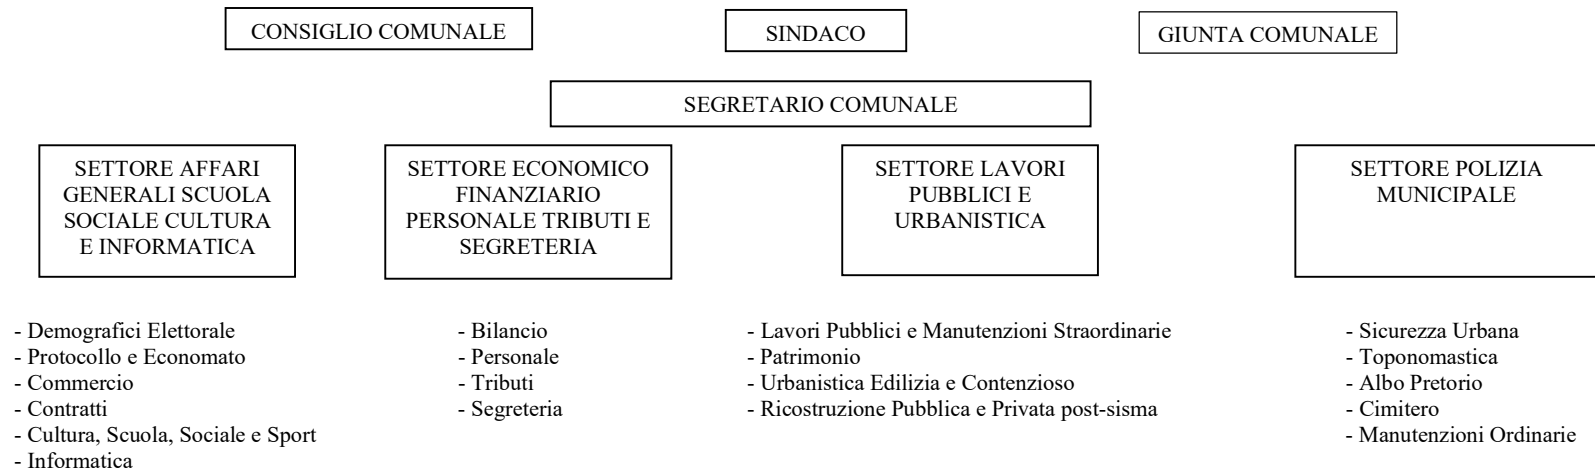 CONSIGLIO COMUNALE
SINDACO
GIUNTA COMUNALE
SEGRETARIO COMUNALE
SETTORE AFFARI
GENERALI SCUOLA
SOCIALE CULTURA
E INFORMATICA
SETTORE ECONOMICO
FINANZIARIO
PERSONALE TRIBUTI E
SEGRETERIA
SETTORE LAVORI
PUBBLICI E
URBANISTICA
SETTORE POLIZIA
MUNICIPALE
- Demografici Elettorale
- Protocollo e Economato
- Commercio
- Contratti
- Cultura, Scuola, Sociale e Sport
- Informatica
- Bilancio
- Personale
- Tributi
- Segreteria
- Lavori Pubblici e Manutenzioni Straordinarie
- Patrimonio
- Urbanistica Edilizia e Contenzioso
- Ricostruzione Pubblica e Privata post-sisma
- Sicurezza Urbana
- Toponomastica
- Albo Pretorio
- Cimitero
- Manutenzioni Ordinarie